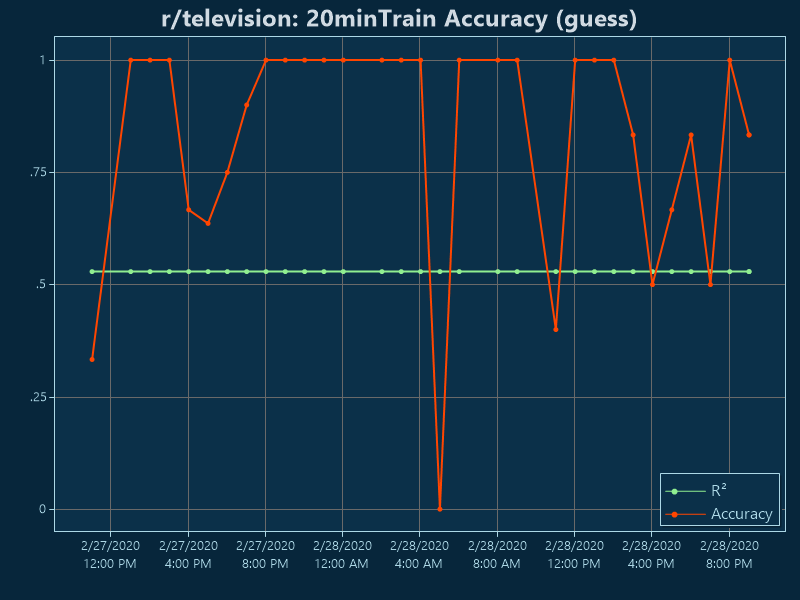 r/television: 20minTrain Accuracy (guess)
1
.75
.5
.25
0
R²
Accuracy
2/27/2020 2/27/2020 2/27/2020 2/28/2020 2/28/2020 2/28/2020 2/28/2020 2/28/2020 2/28/2020
12:00 PM 4:00 PM 8:00 PM 12:00 AM 4:00 AM 8:00 AM 12:00 PM 4:00 PM 8:00 PM